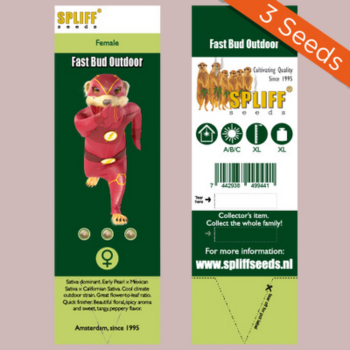 SPLIFF®
seeds
Female
Fast Bud Outdoor
Sativa dominant. Early Pearl x Mexican
Sativa x Californian Sativa. Cool climate
outdoor strain. Great flower-to-leaf ratio.
Quick finisher. Beautiful floral, spicy aroma
and sweet, tangy, peppery flavor.
Amsterdam, since 1995
3 Seeds
Fast Bud Outdoor
Cultivating Quality
Since 1995
SPLIFF®
seeds
A/B/C
XL
XL
7 442938 499441
Tear
here
Collector's item.
Collect the whole family!
For more information:
www.spliffseeds.nl